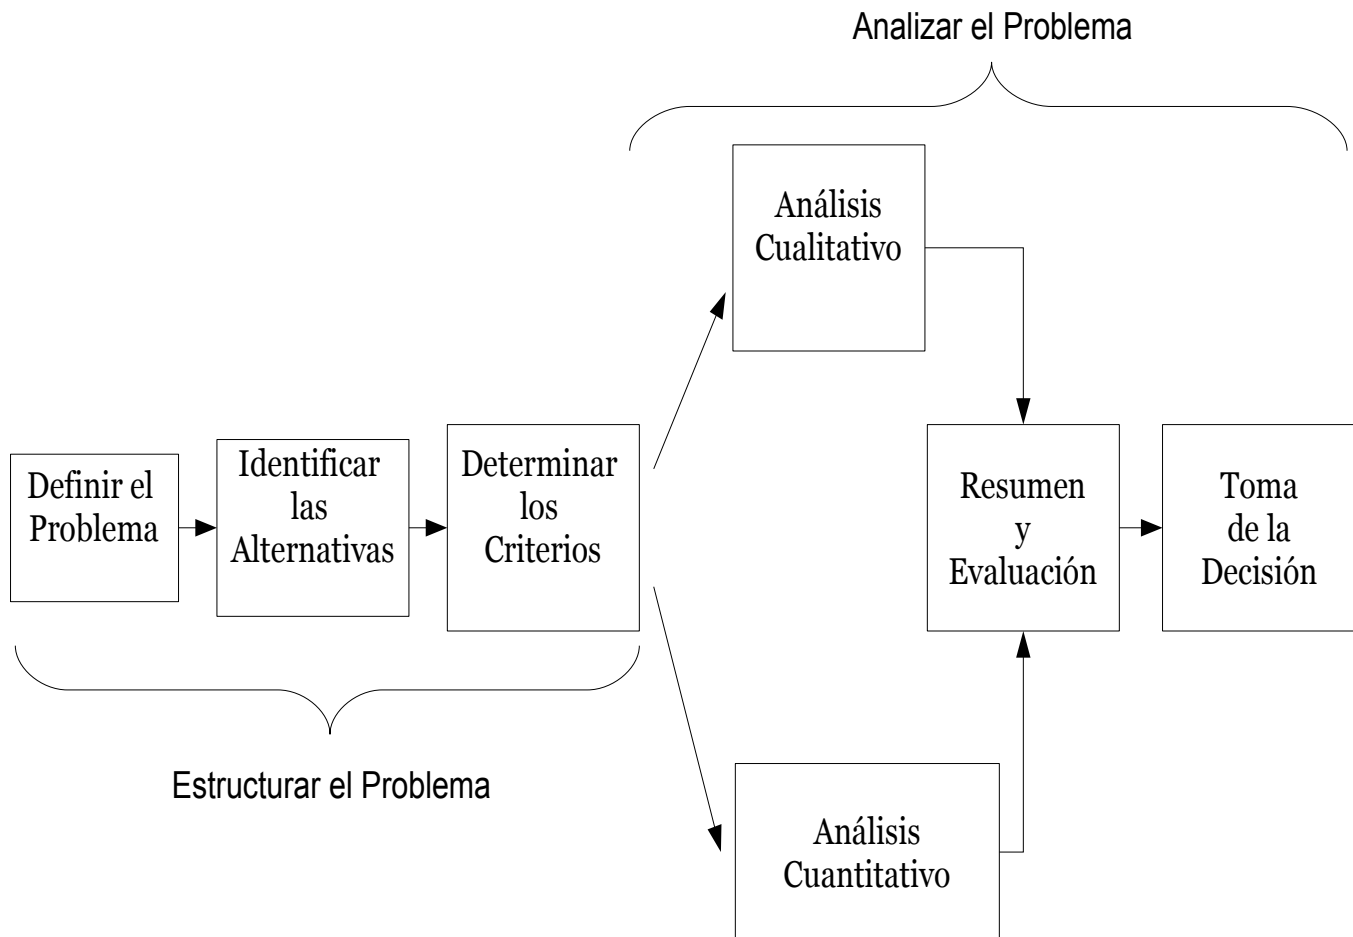 Analizar el Problema
Análisis
Cualitativo
Definir el
Problema
Identificar
las
Alternativas
Determinar
los
Criterios
Resumen
y
Evaluación
Toma
de la
Decisión
Estructurar el Problema
Análisis
Cuantitativo